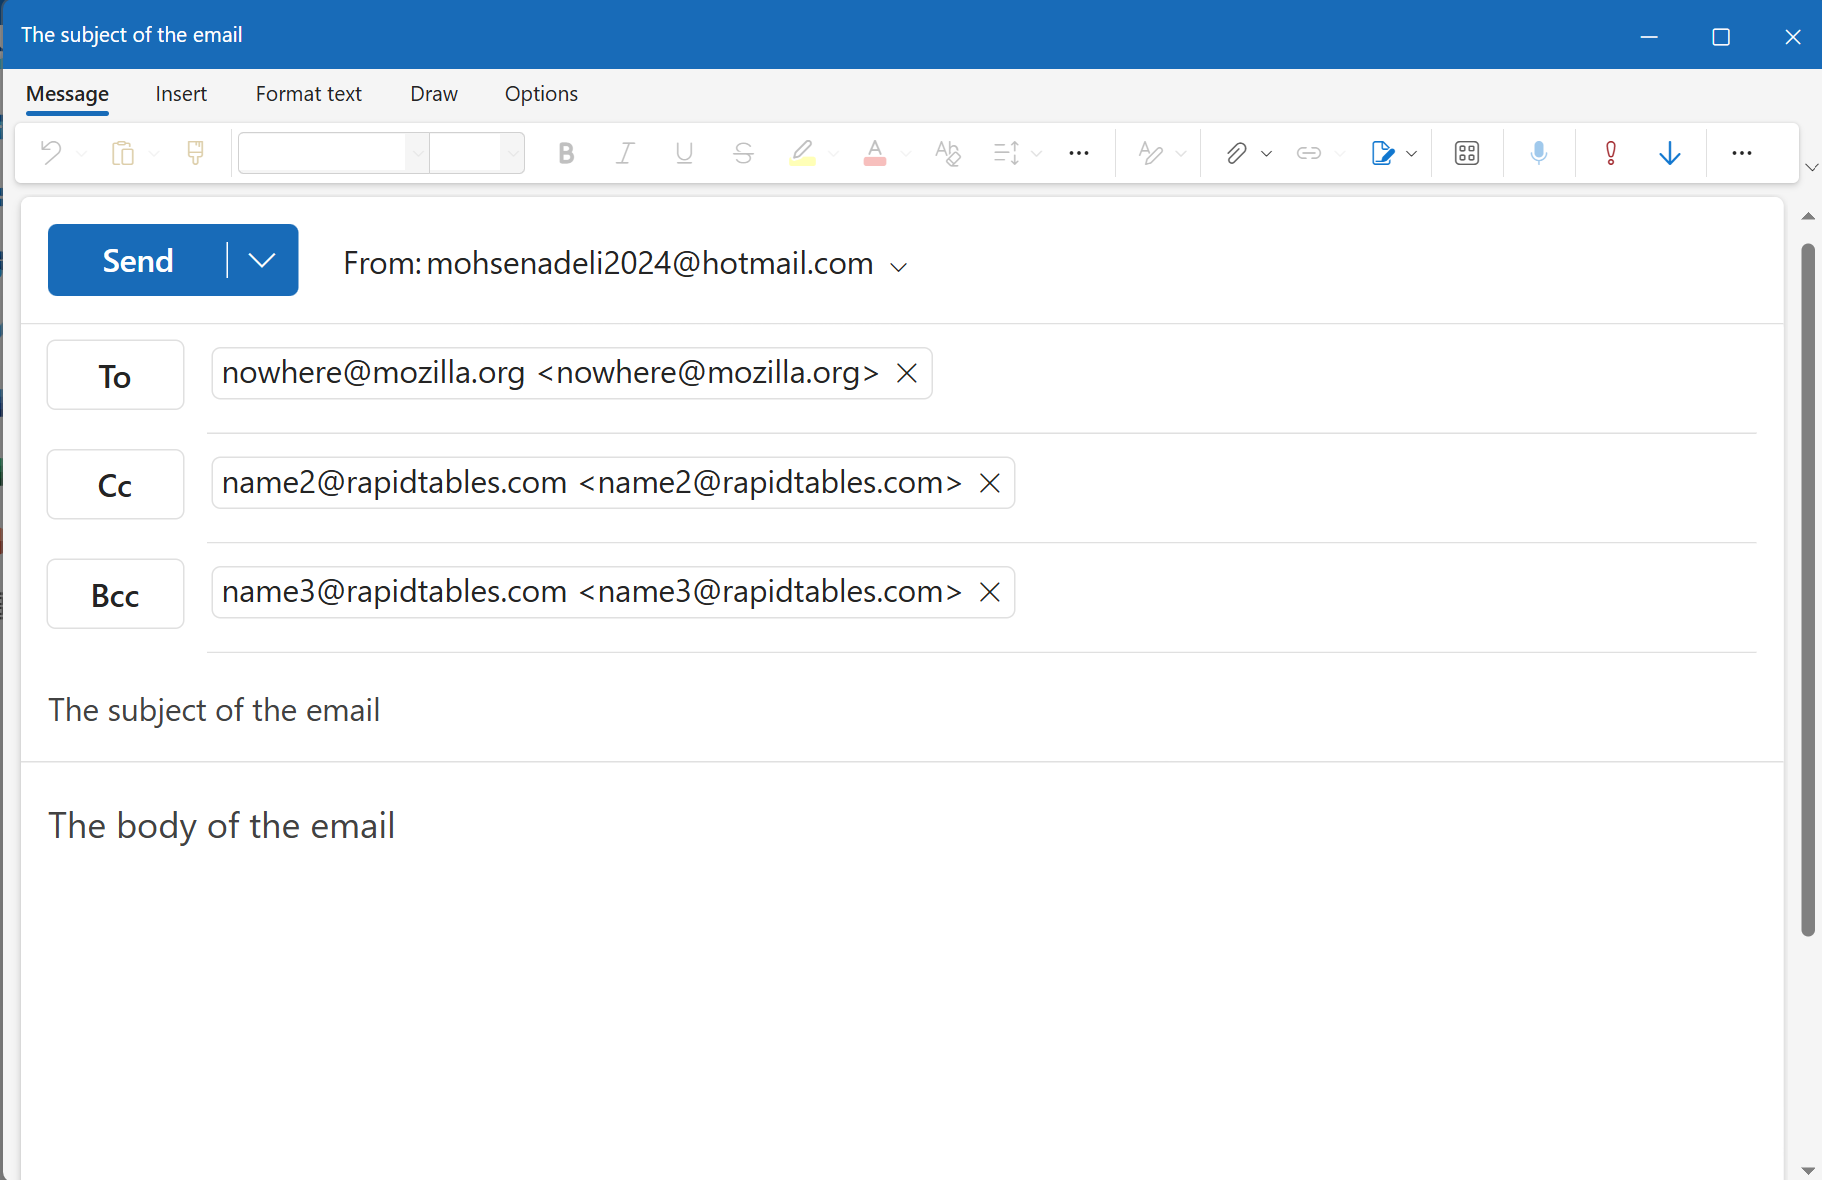 The subject of the email
Message Insert Format text Draw Options
Send From: mohsenadeli2024@hotmail.com
To nowhere@mozilla.org <nowhere@mozilla.org>
Cc name2@rapidtables.com <name2@rapidtables.com>
Bcc name3@rapidtables.com <name3@rapidtables.com>
The subject of the email
The body of the email